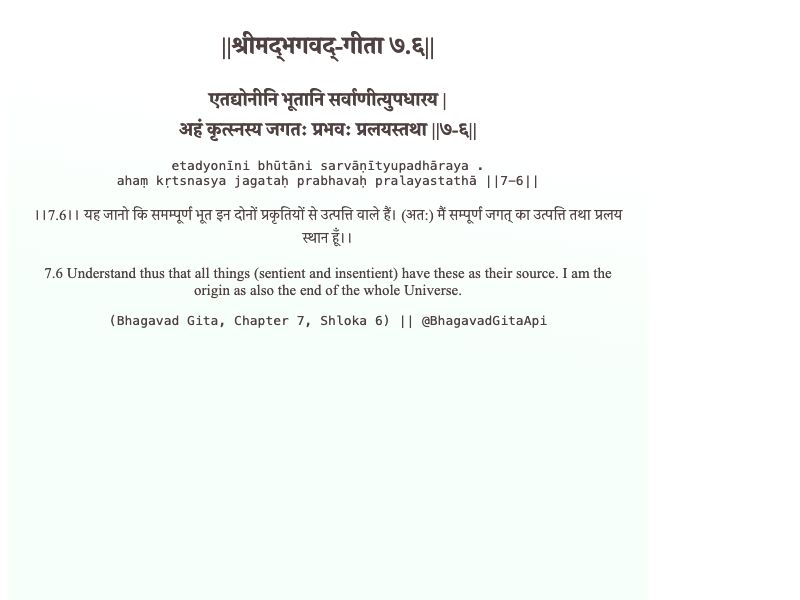 ||श्रीमद्‍भगवद्‍-गीता ७.६||
एतद्योनीनि भूतानि सर्वाणीत्युपधारय |
अहं कृत्स्नस्य जगतः प्रभवः प्रलयस्तथा ||७-६||
etadyonīni bhūtāni sarvāṇītyupadhāraya .
ahaṃ kṛtsnasya jagataḥ prabhavaḥ pralayastathā ||7-6||
।।7.6।। यह जानो कि समम्पूर्ण भूत इन दोनों प्रकृतियों से उत्पत्ति वाले हैं। (अत:) मैं सम्पूर्ण जगत् का उत्पत्ति तथा प्रलय
स्थान हूँ।।
7.6 Understand thus that all things (sentient and insentient) have these as their source. I am the
origin as also the end of the whole Universe.
(Bhagavad Gita, Chapter 7, Shloka 6) || @BhagavadGitaApi